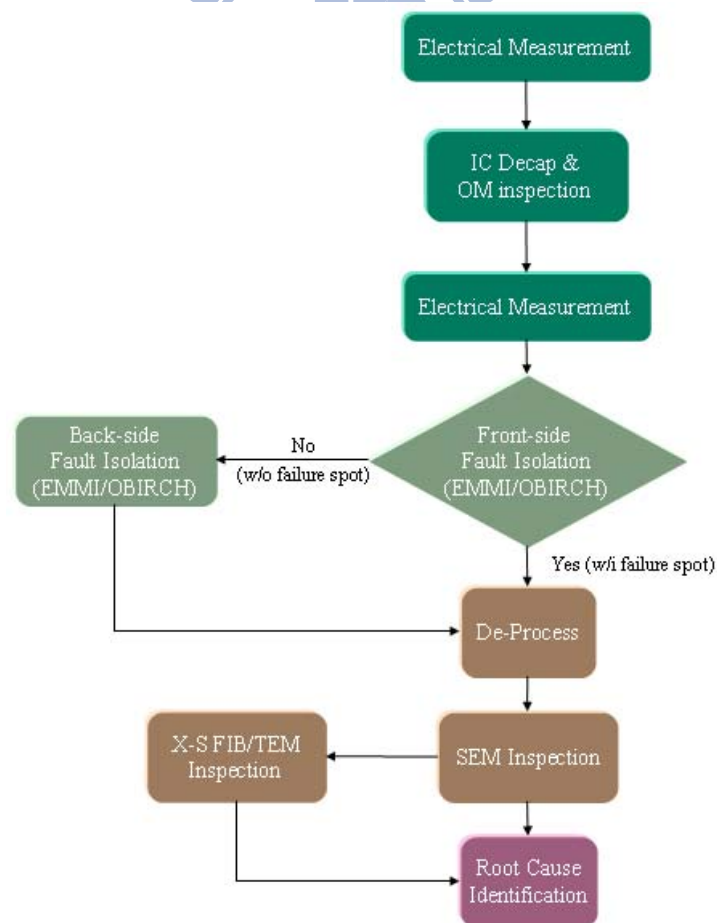 Electrical Measurement
IC Decap &
OM inspection
Electrical Measurement
Front-side
Fault Isolation
(EMMI/OBIRCH)
No
(w/o failure spot)
Back-side
Fault Isolation
(EMMI/OBIRCH)
Yes (w/i failure spot)
De-Process
SEM Inspection
X-S FIB/TEM
Inspection
Root Cause
Identification